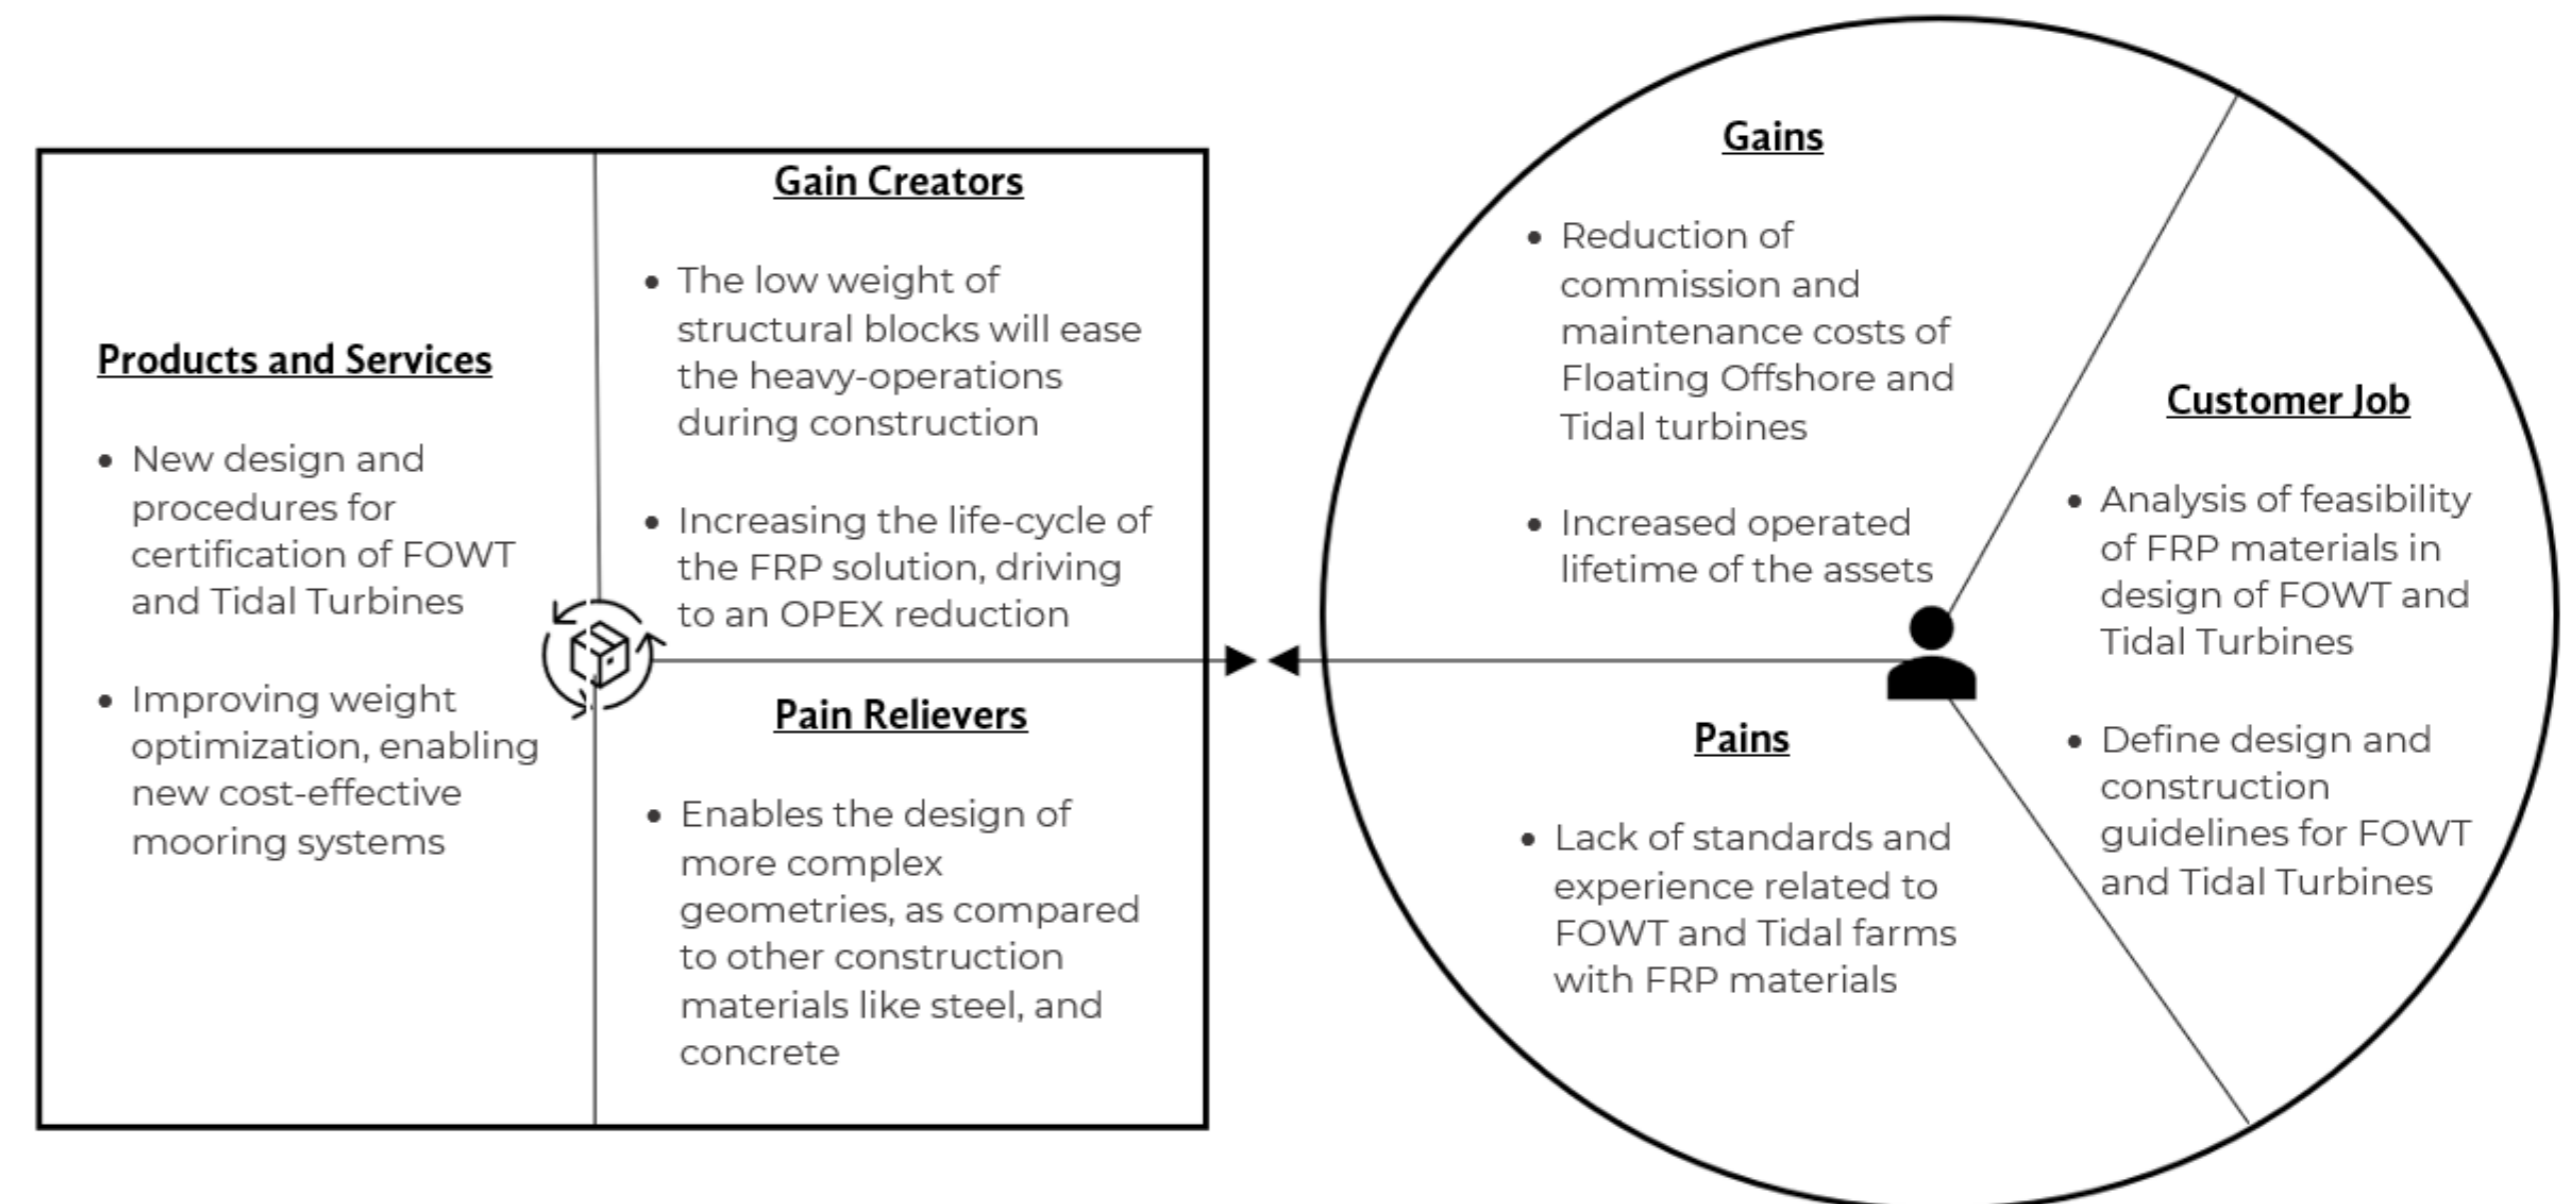 Products and Services
New design and
procedures for
certification of FOWT
and Tidal Turbines
Improving weight
optimization, enabling
new cost-effective
mooring systems
Gain Creators
The low weight of
structural blocks will ease
the heavy-operations
during construction
Increasing the life-cycle of
the FRP solution, driving
to an OPEX reduction
Pain Relievers
Enables the design of
more complex
geometries, as compared
to other construction
materials like steel, and
concrete
Gains
Reduction of
commission and
maintenance costs of
Floating Offshore and
Tidal turbines
Increased operated
lifetime of the assets
Pains
Lack of standards and
experience related to
FOWT and Tidal farms
with FRP materials
Customer Job
Analysis of feasibility
of FRP materials in
design of FOWT and
Tidal Turbines
Define design and
construction
guidelines for FOWT
and Tidal Turbines